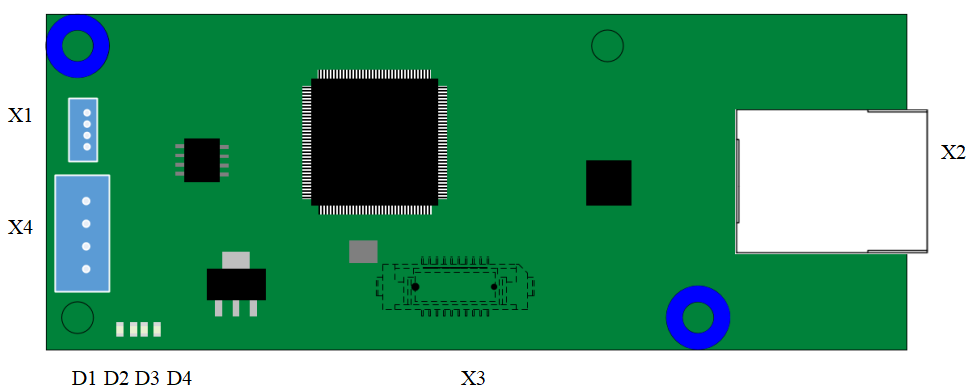 X1
X2
X4
D1 D2 D3 D4
X3